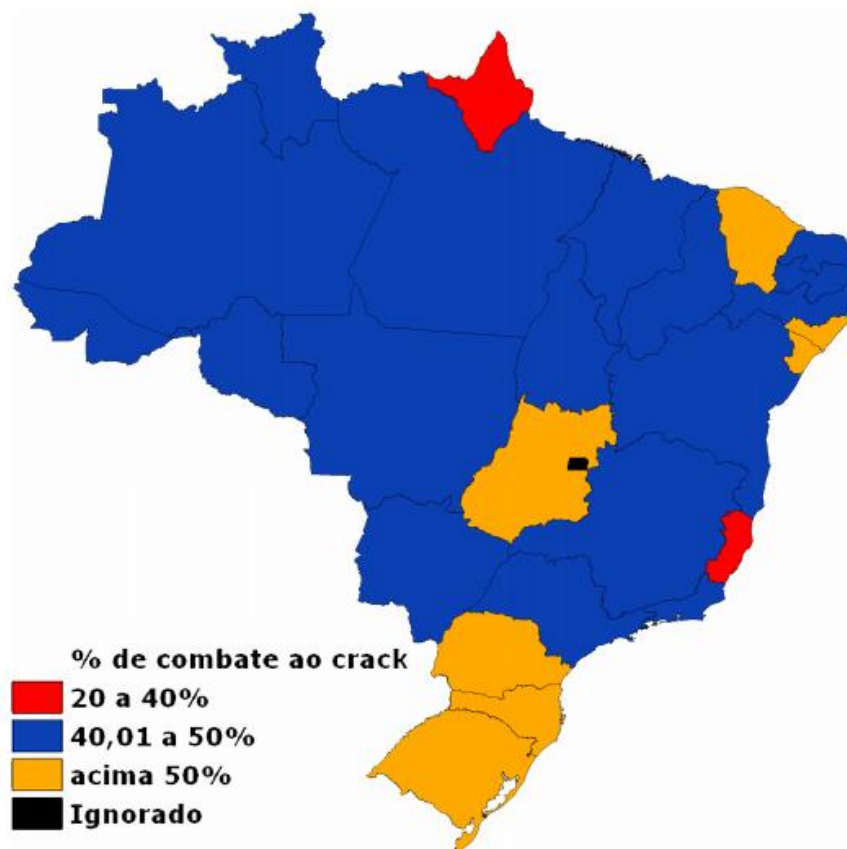 % de combate ao crack
20 a 40%
40,01 a 50%
acima 50%
Ignorado